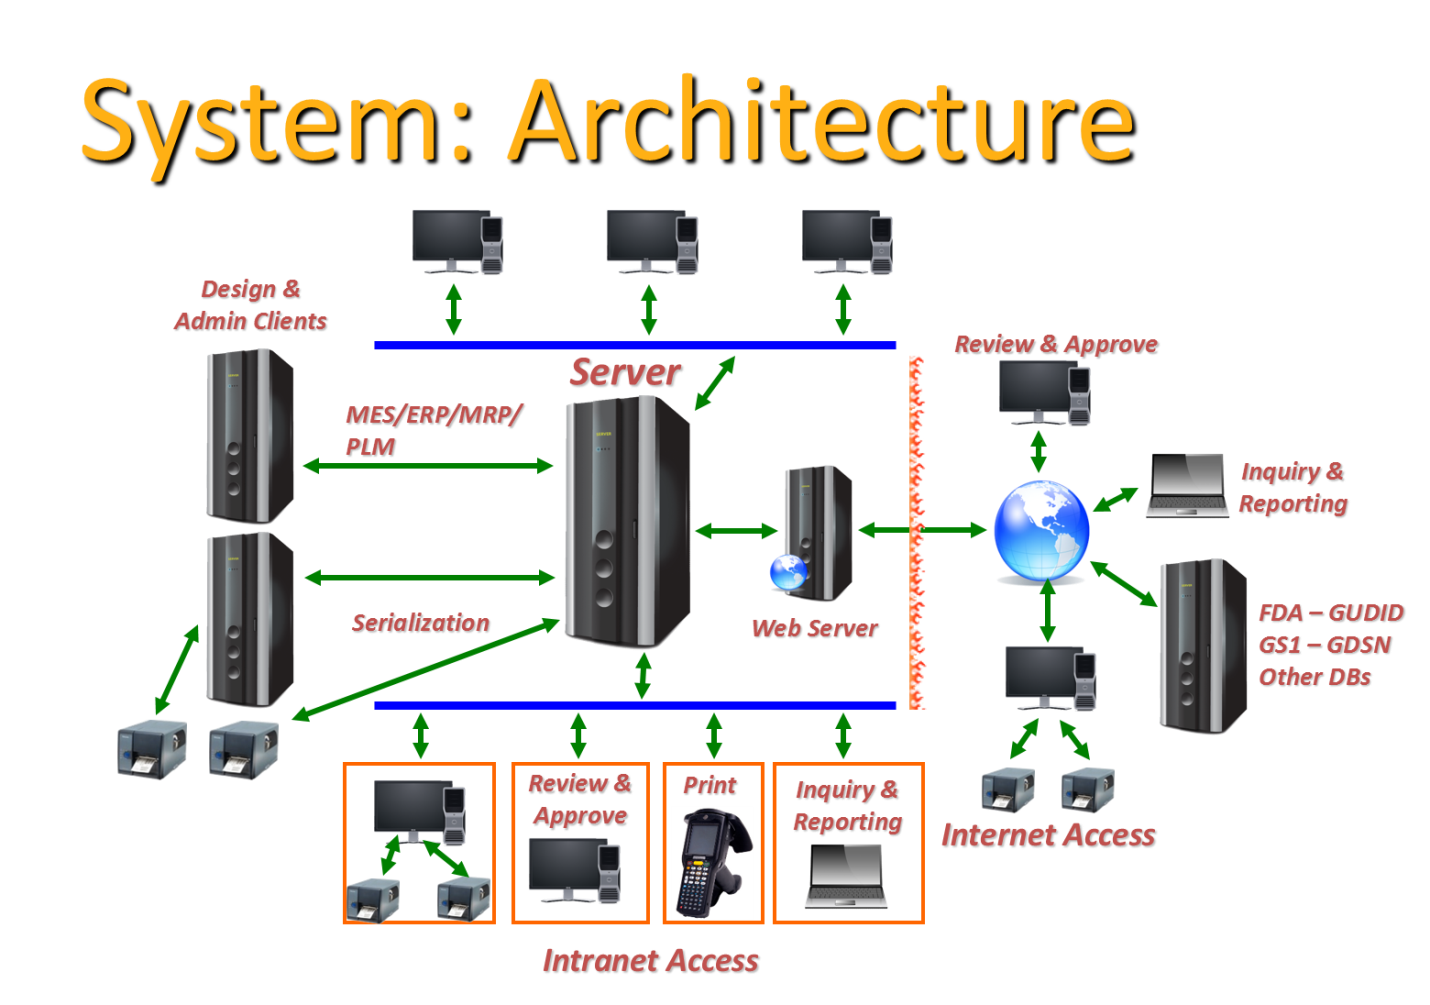 System: Architecture
Design &
Admin Clients
Server
Review & Approve
MES/ERP/MRP/
PLM
Inquiry &
Reporting
Serialization
Web Server
FDA – GUDID
GS1 – GDSN
Other DBs
Review &
Approve
Print
Inquiry &
Reporting
Internet Access
Intranet Access